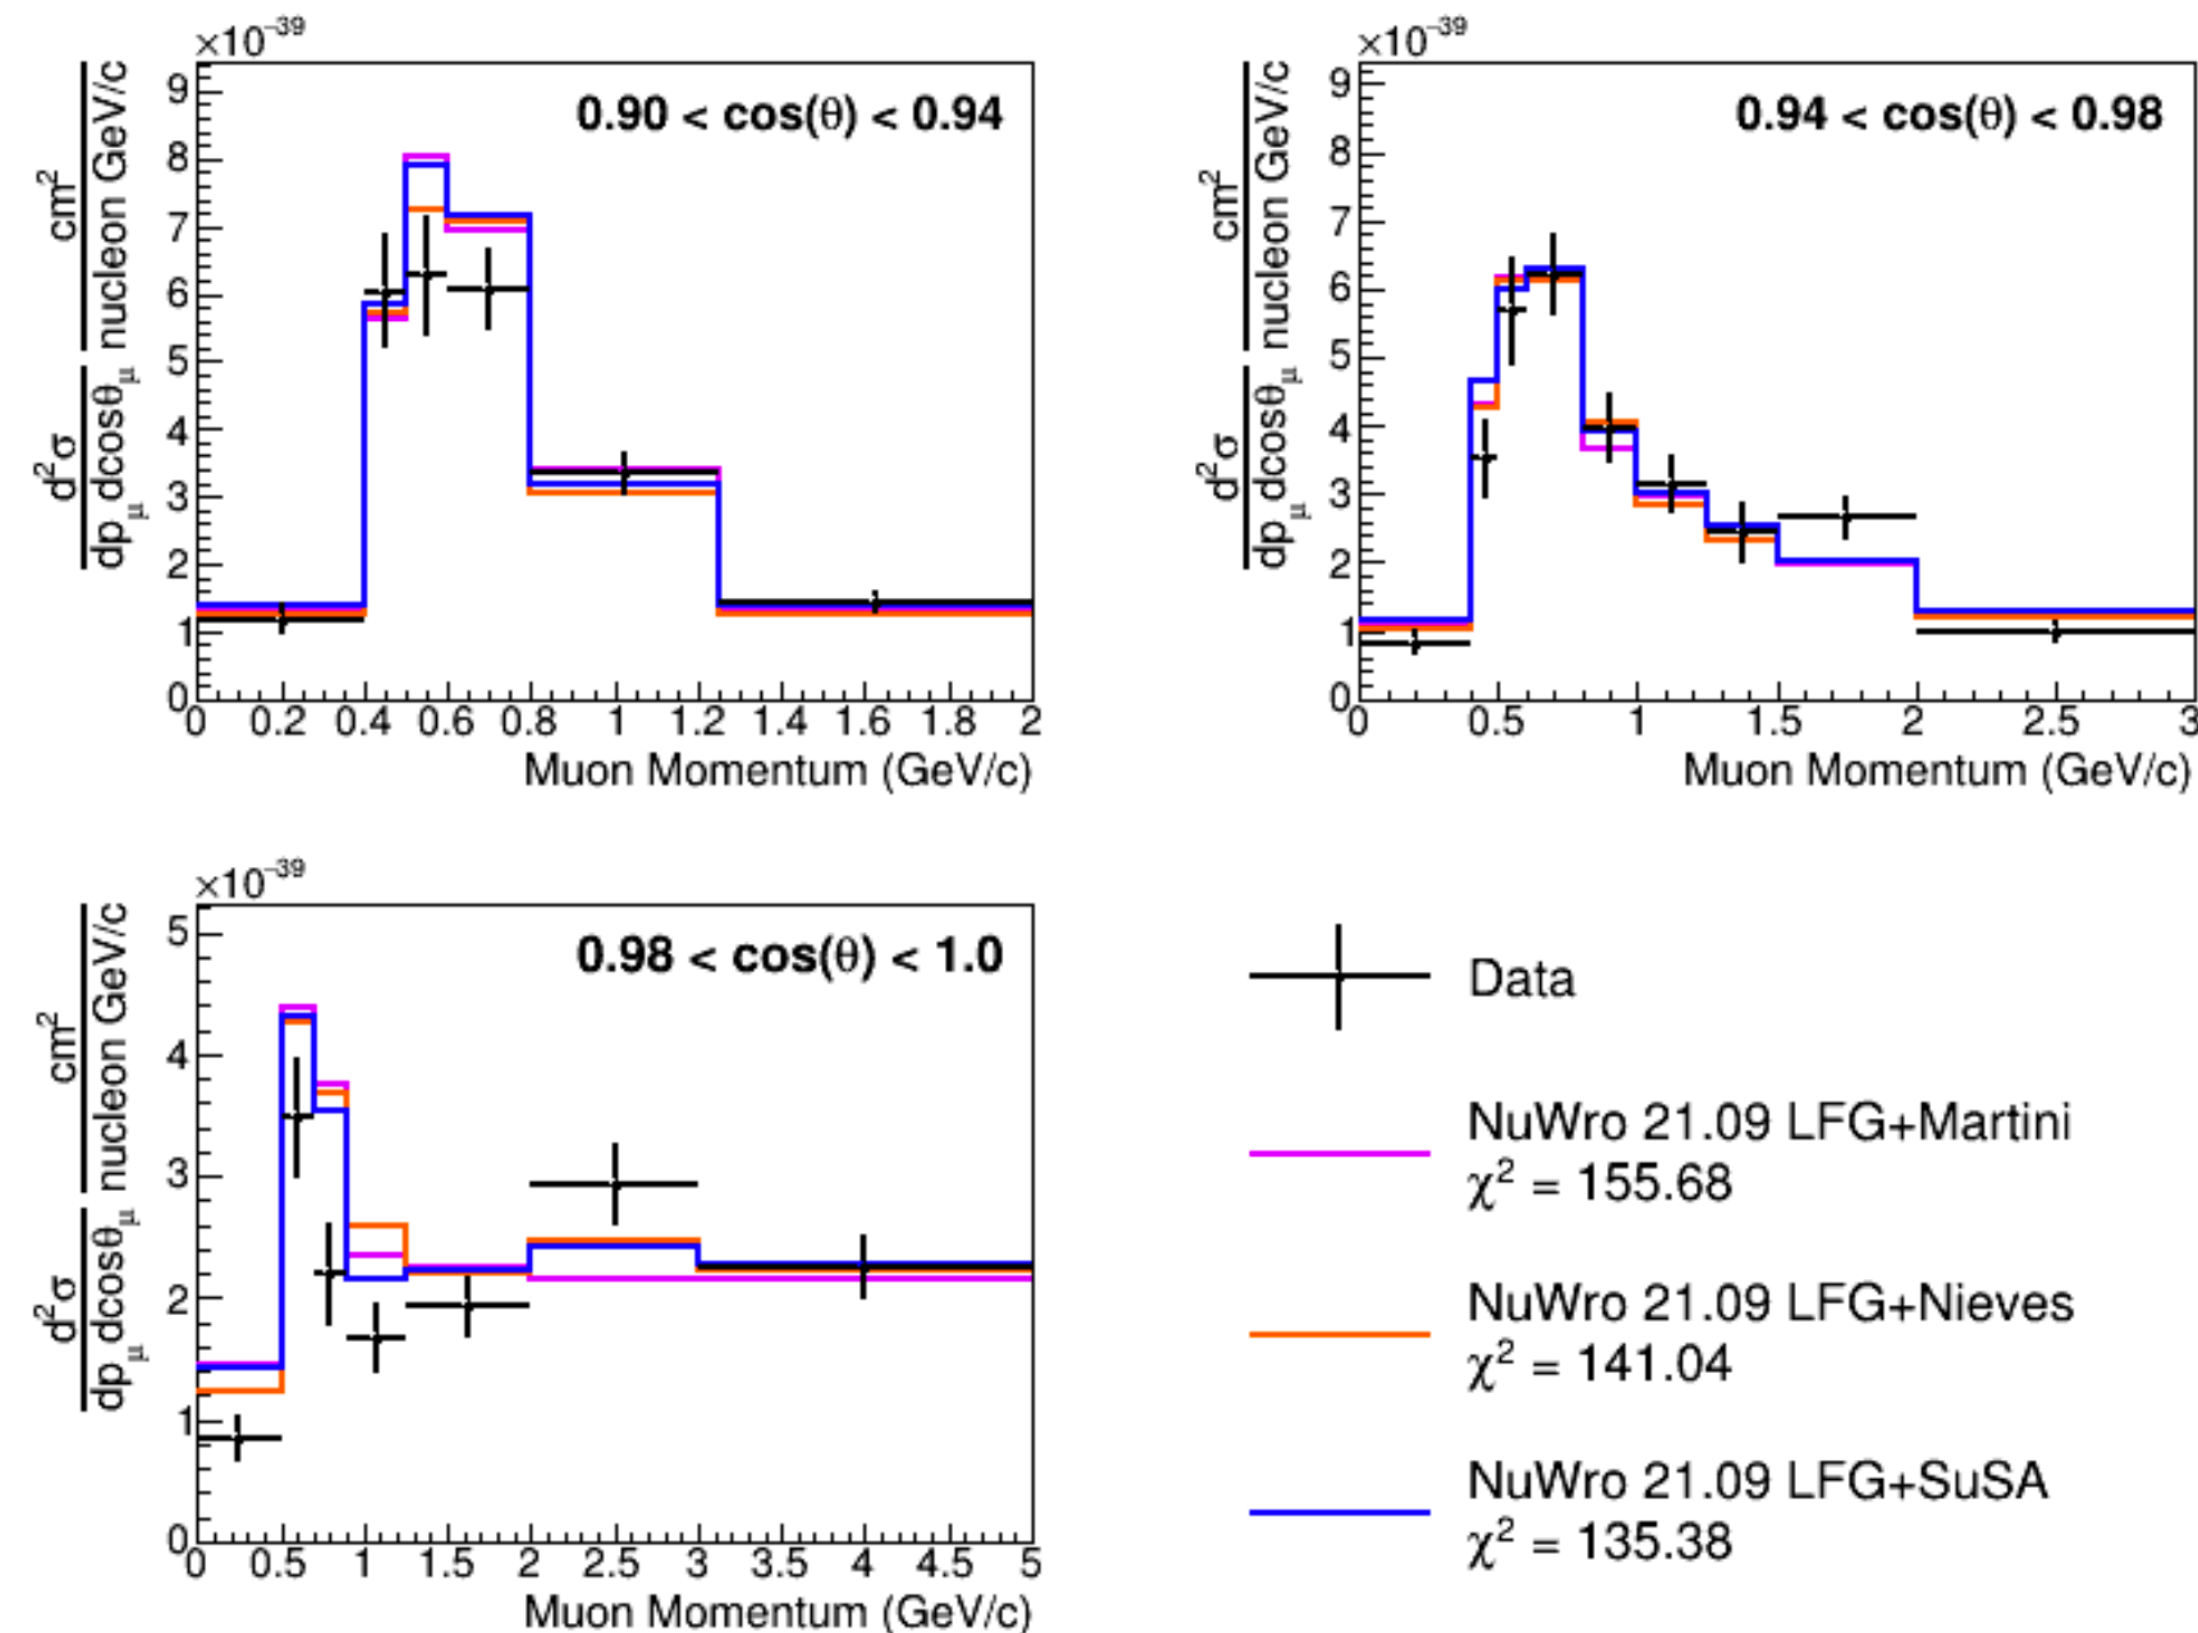 ×10⁻³⁹
0.90 < cos(θ) < 0.94
d²σ / dpμ dcosθμ cm² / nucleon GeV/c
9
8
7
6
5
4
3
2
1
0
0 0.2 0.4 0.6 0.8 1 1.2 1.4 1.6 1.8 2
Muon Momentum (GeV/c)
×10⁻³⁹
0.94 < cos(θ) < 0.98
d²σ / dpμ dcosθμ cm² / nucleon GeV/c
9
8
7
6
5
4
3
2
1
0
0 0.5 1 1.5 2 2.5 3
Muon Momentum (GeV/c)
×10⁻³⁹
0.98 < cos(θ) < 1.0
d²σ / dpμ dcosθμ cm² / nucleon GeV/c
5
4
3
2
1
0
0 0.5 1 1.5 2 2.5 3 3.5 4 4.5 5
Muon Momentum (GeV/c)
Data
NuWro 21.09 LFG+Martini
χ² = 155.68
NuWro 21.09 LFG+Nieves
χ² = 141.04
NuWro 21.09 LFG+SuSA
χ² = 135.38